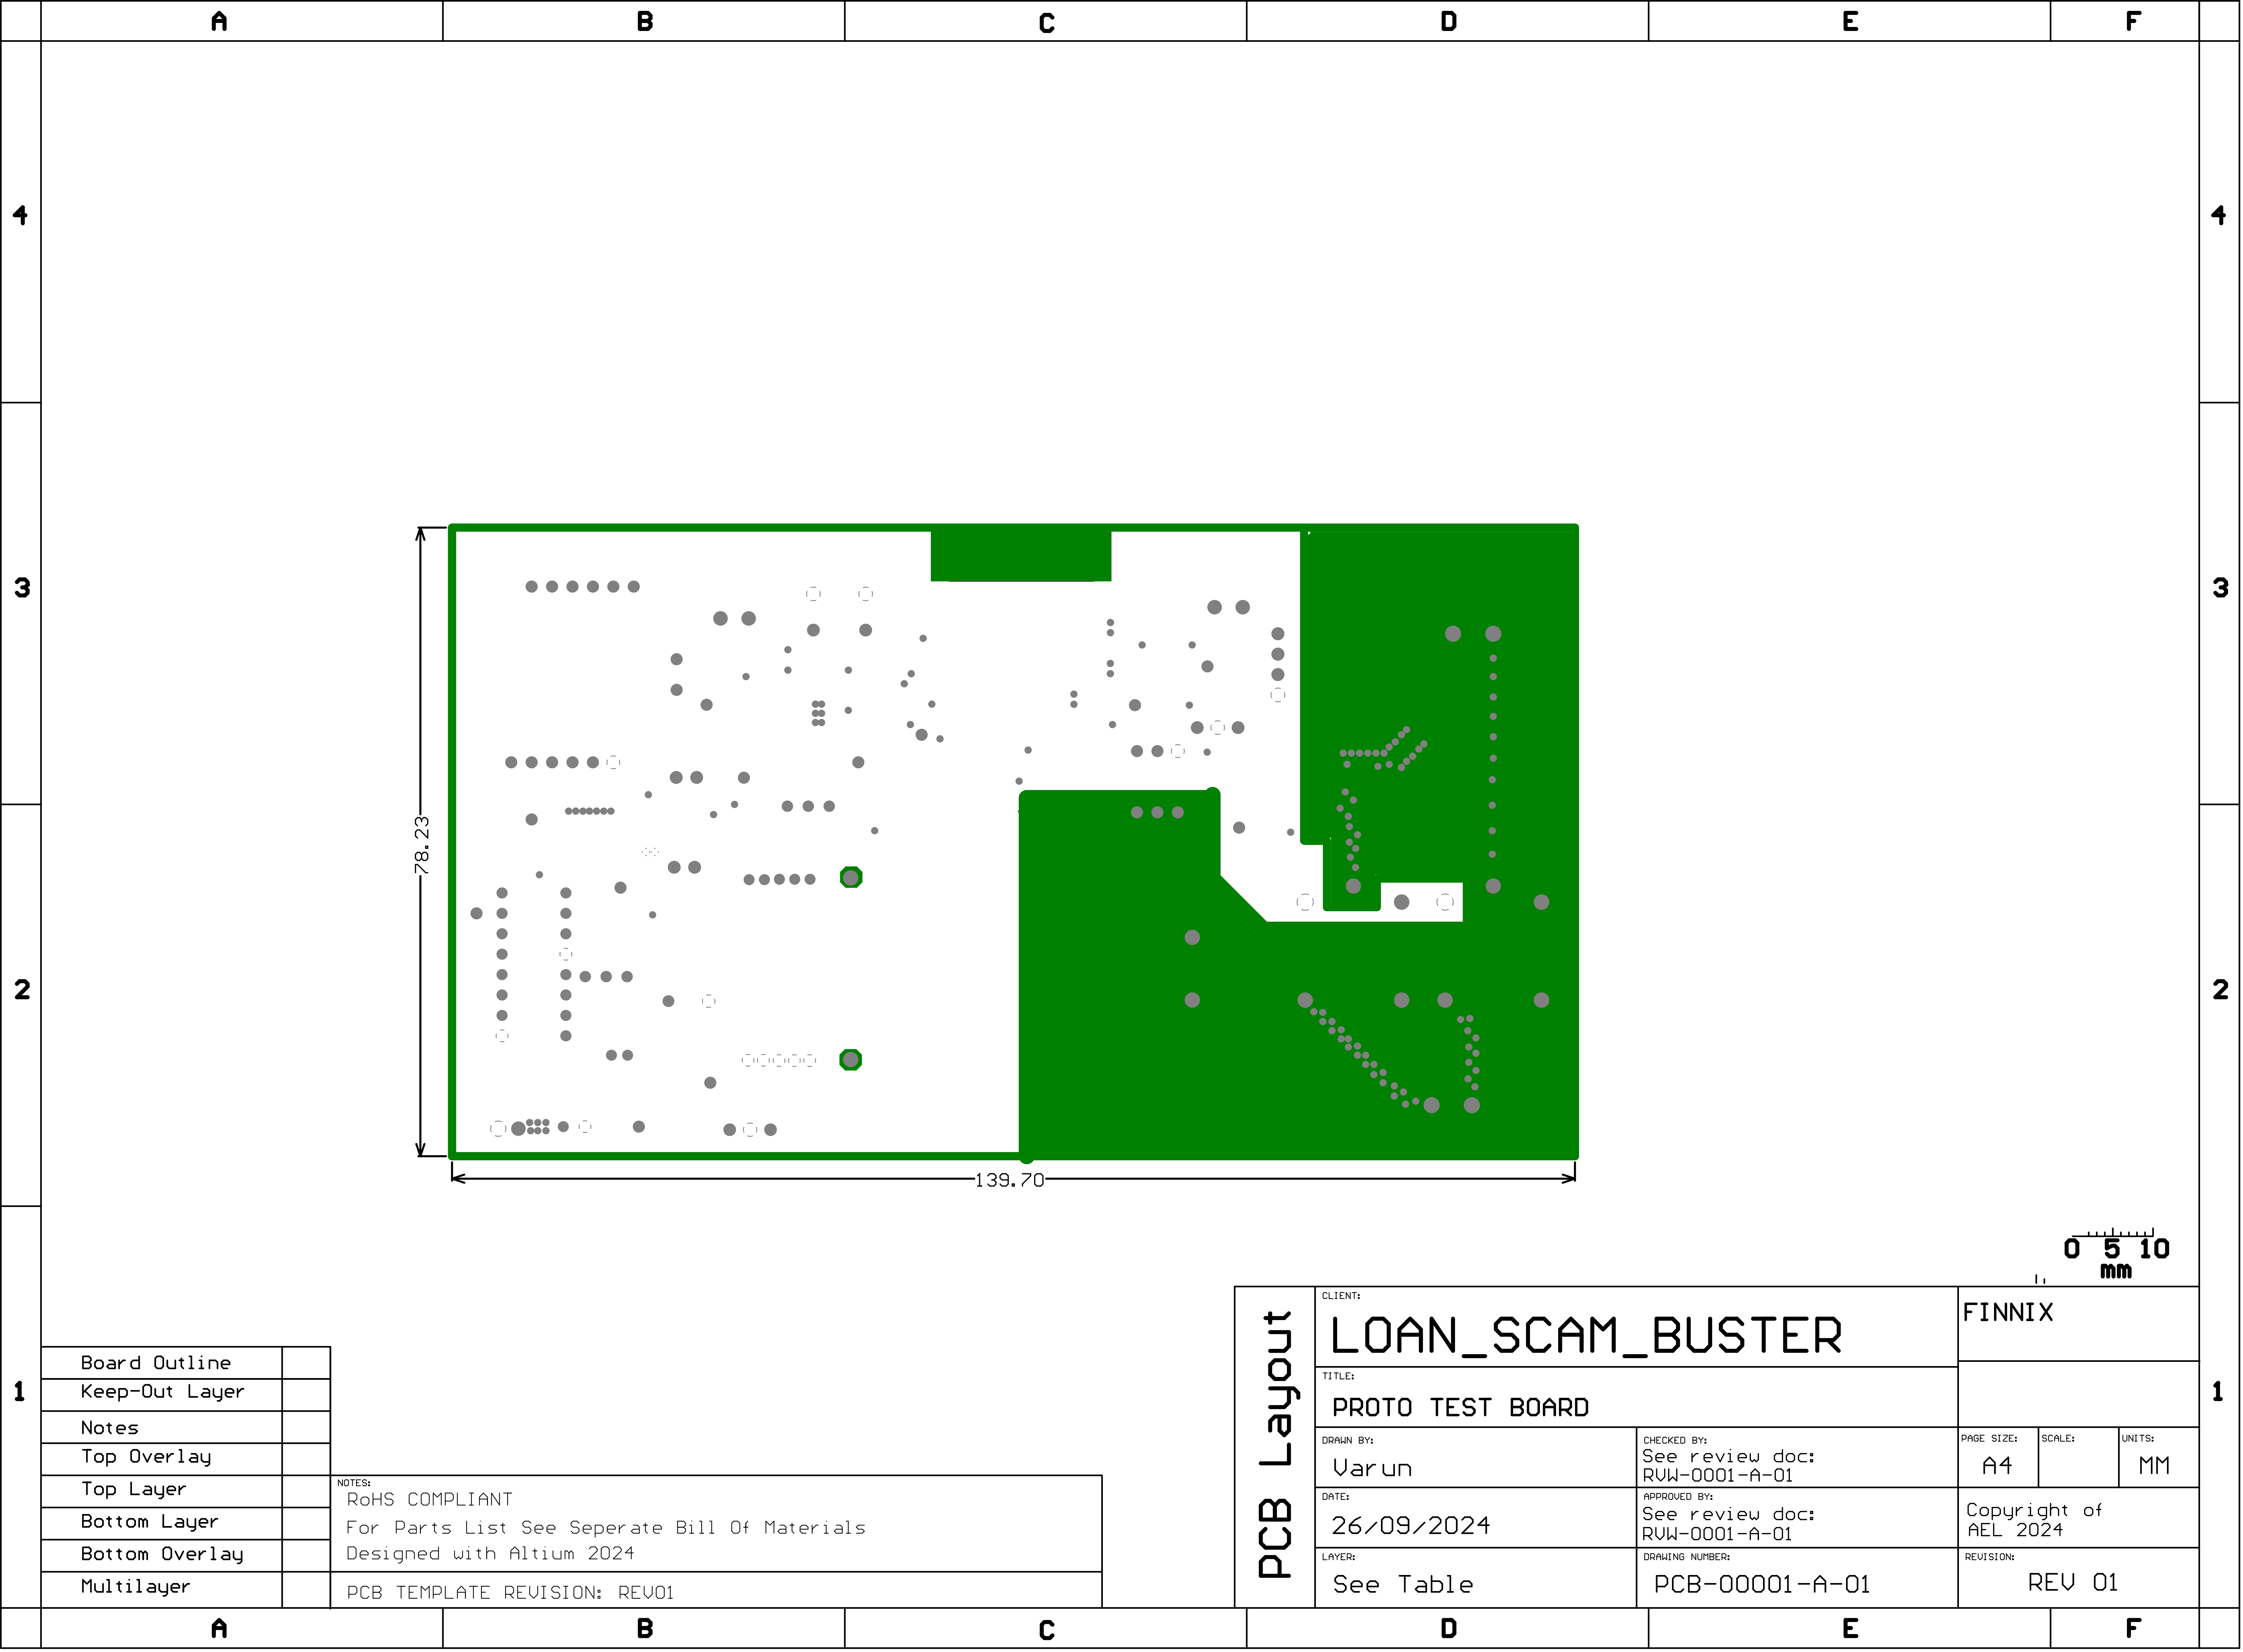 A B C D E F
4 4
3 3
78.23
2 2
139.70
0 5 10
mm
1 1
Board Outline
Keep-Out Layer
Notes
Top Overlay
Top Layer
Bottom Layer
Bottom Overlay
Multilayer
NOTES:
RoHS COMPLIANT
For Parts List See Seperate Bill Of Materials
Designed with Altium 2024
PCB TEMPLATE REVISION: REV01
PCB Layout
CLIENT:
LOAN_SCAM_BUSTER
FINNIX
TITLE:
PROTO TEST BOARD
DRAWN BY:
Varun
CHECKED BY:
See review doc:
RVW-0001-A-01
PAGE SIZE:
A4
SCALE:
UNITS:
MM
DATE:
26/09/2024
APPROVED BY:
See review doc:
RVW-0001-A-01
Copyright of
AEL 2024
LAYER:
See Table
DRAWING NUMBER:
PCB-00001-A-01
REVISION:
REV 01
A B C D E F